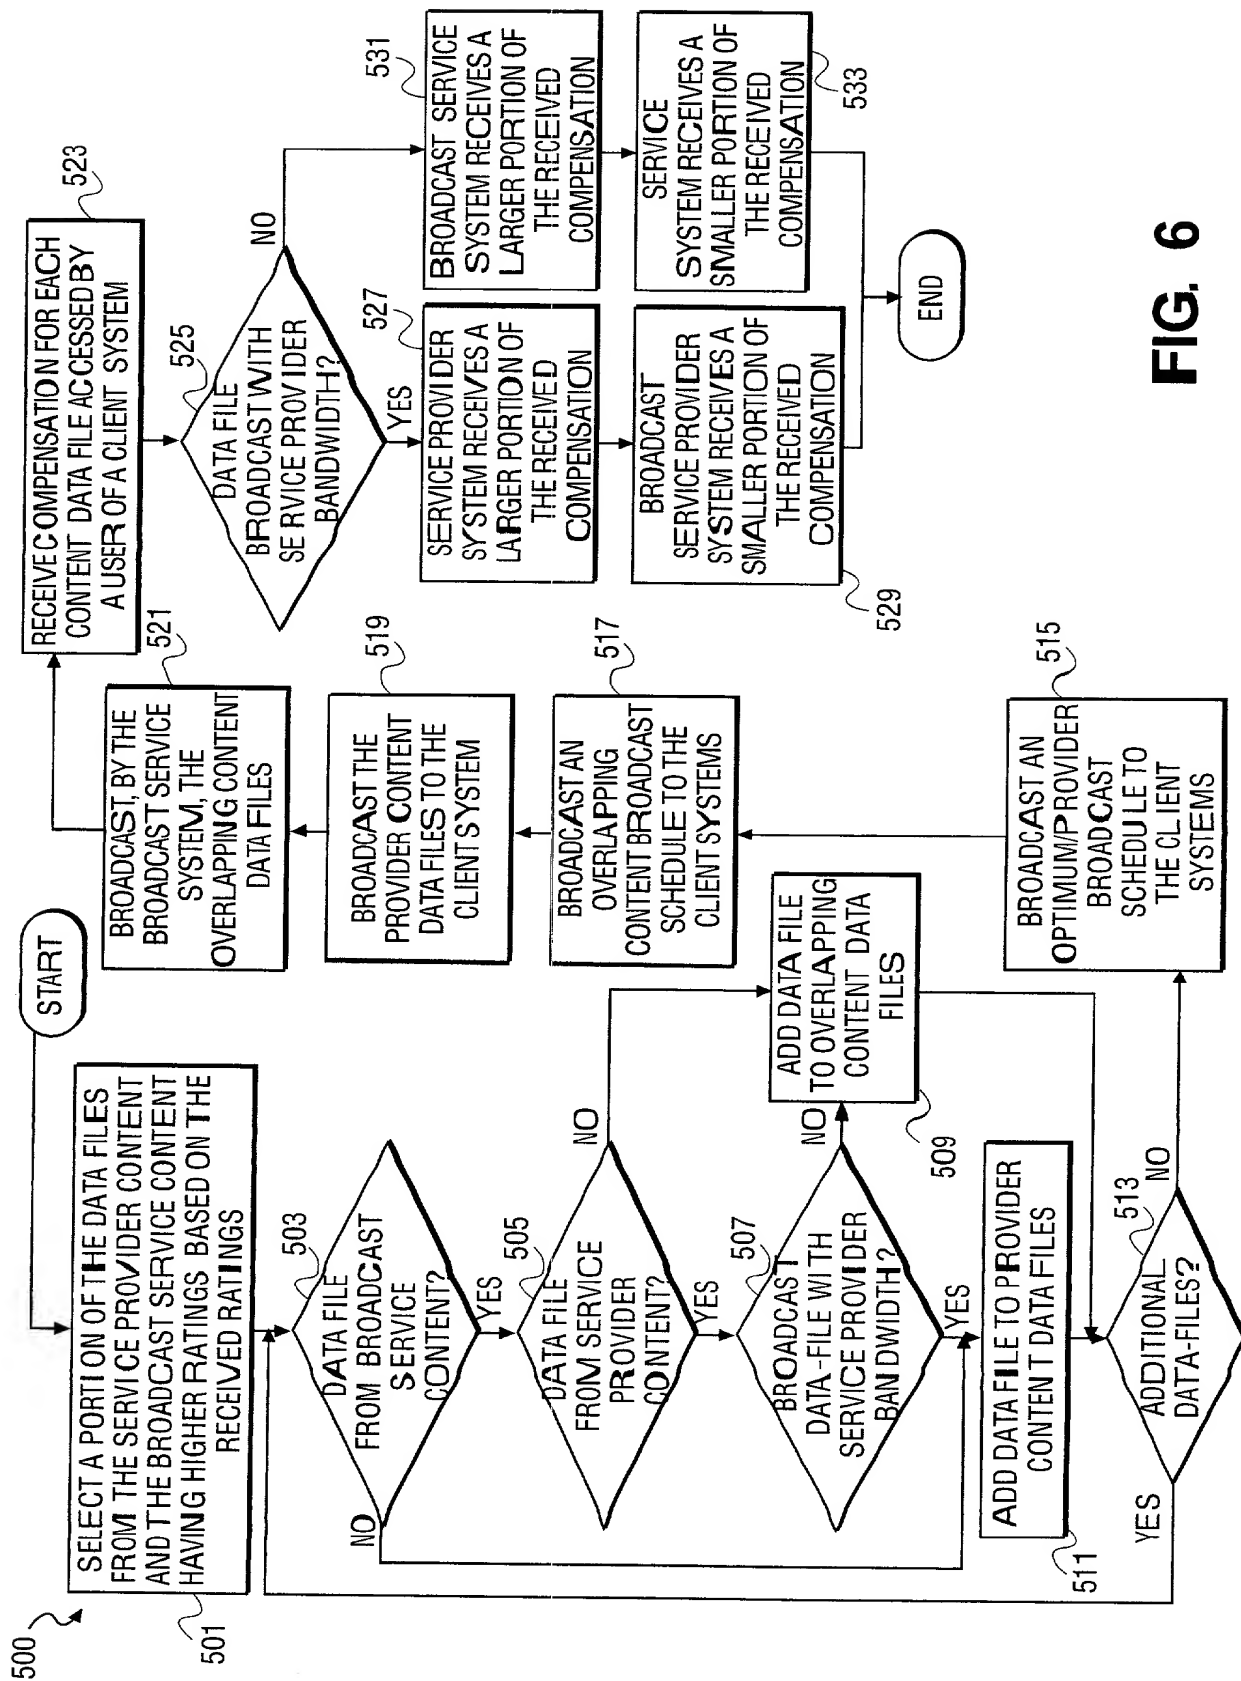 500
START
SELECT A PORTION OF THE DATA FILES
FROM THE SERVICE PROVIDER CONTENT
AND THE BROADCAST SERVICE CONTENT
HAVING HIGHER RATINGS BASED ON THE
RECEIVED RATINGS
501
DATA FILE
FROM BROADCAST
SERVICE
CONTENT?
503
NO
YES
DATA FILE
FROM SERVICE
PROVIDER
CONTENT?
505
NO
YES
BROADCAST
DATA-FILE WITH
SERVICE PROVIDER
BANDWIDTH?
507
NO
YES
ADD DATA FILE
TO OVERLAPPING
CONTENT DATA
FILES
509
ADD DATA FILE TO PROVIDER
CONTENT DATA FILES
511
ADDITIONAL
DATA-FILES?
513
YES
NO
BROADCAST AN
OPTIMUM/PROVIDER
BROADCAST
SCHEDULE TO
THE CLIENT
SYSTEMS
515
BROADCAST AN
OVERLAPPING
CONTENT BROADCAST
SCHEDULE TO THE
CLIENT SYSTEMS
517
BROADCAST THE
PROVIDER CONTENT
DATA FILES TO THE
CLIENT SYSTEM
519
BROADCAST, BY THE
BROADCAST SERVICE
SYSTEM, THE
OVERLAPPING CONTENT
DATA FILES
521
RECEIVE COMPENSATION FOR EACH
CONTENT DATA FILE ACCESSED BY
A USER OF A CLIENT SYSTEM
523
DATA FILE
BROADCAST WITH
SERVICE PROVIDER
BANDWIDTH?
525
NO
YES
SERVICE PROVIDER
SYSTEM RECEIVES A
LARGER PORTION OF
THE RECEIVED
COMPENSATION
527
BROADCAST
SERVICE PROVIDER
SYSTEM RECEIVES A
SMALLER PORTION OF
THE RECEIVED
COMPENSATION
529
BROADCAST SERVICE
SYSTEM RECEIVES A
LARGER PORTION OF
THE RECEIVED
COMPENSATION
531
SERVICE
SYSTEM RECEIVES A
SMALLER PORTION OF
THE RECEIVED
COMPENSATION
533
END
FIG. 6